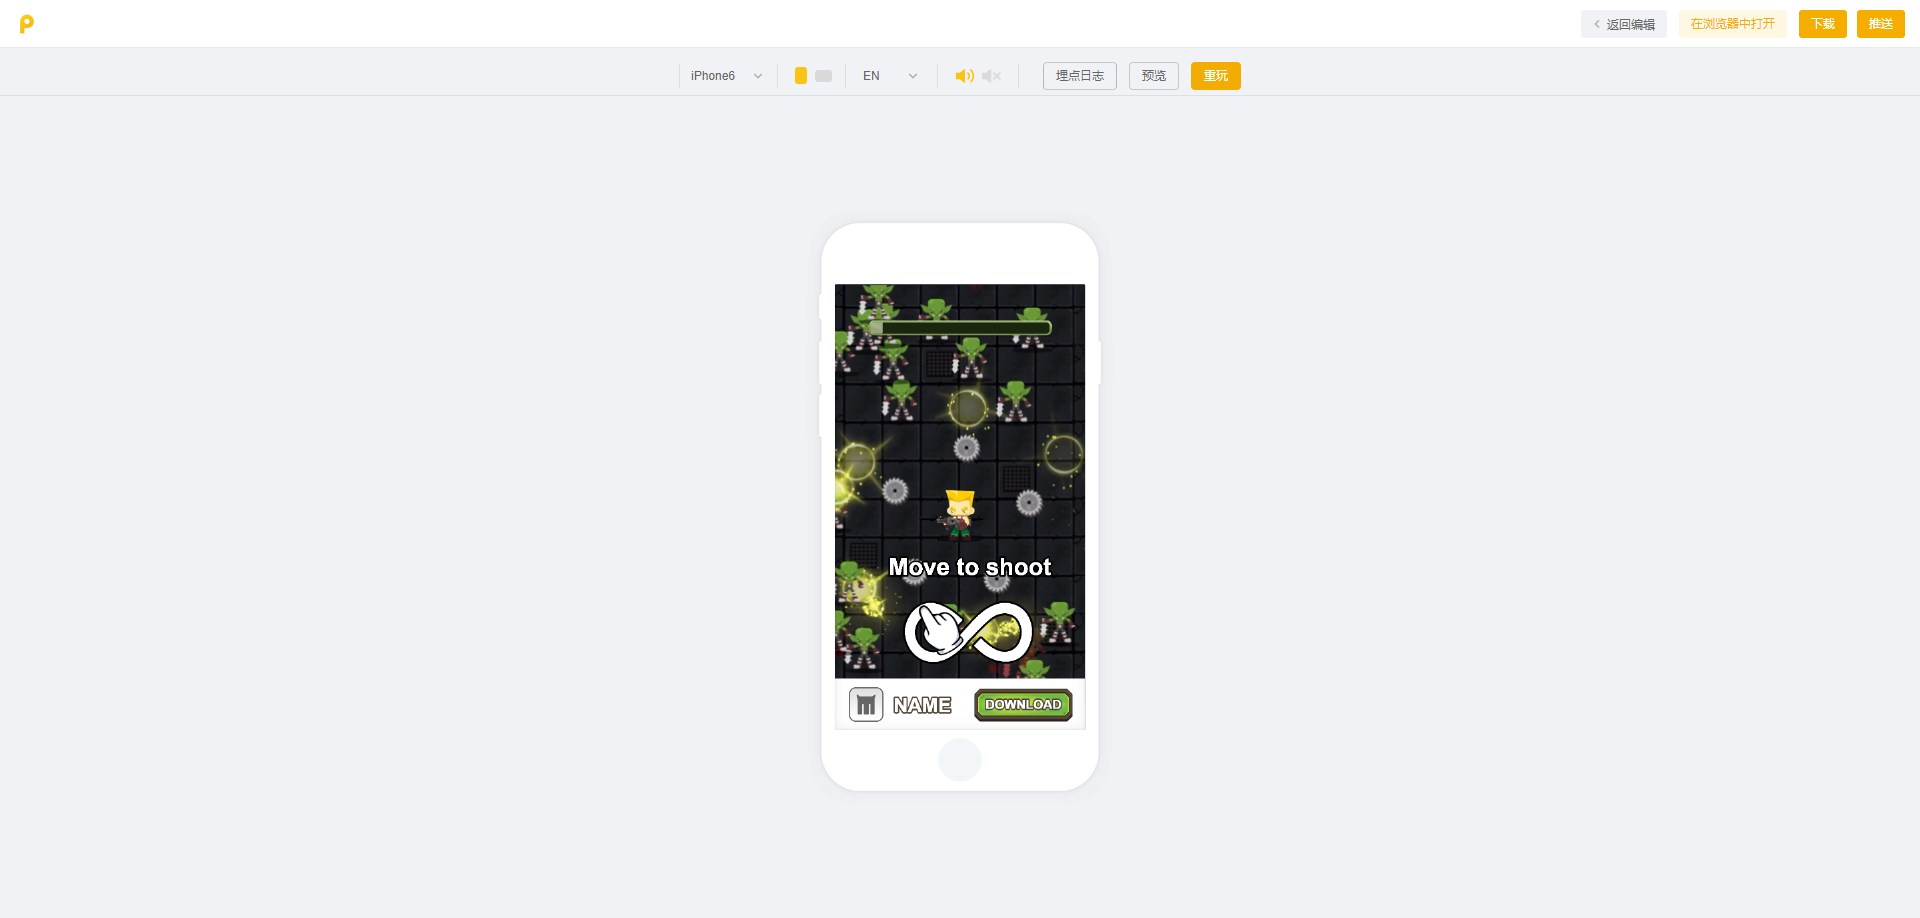 返回编辑
在浏览器中打开
下载
推送
iPhone6
EN
埋点日志
预览
重玩
Move to shoot
NAME
DOWNLOAD